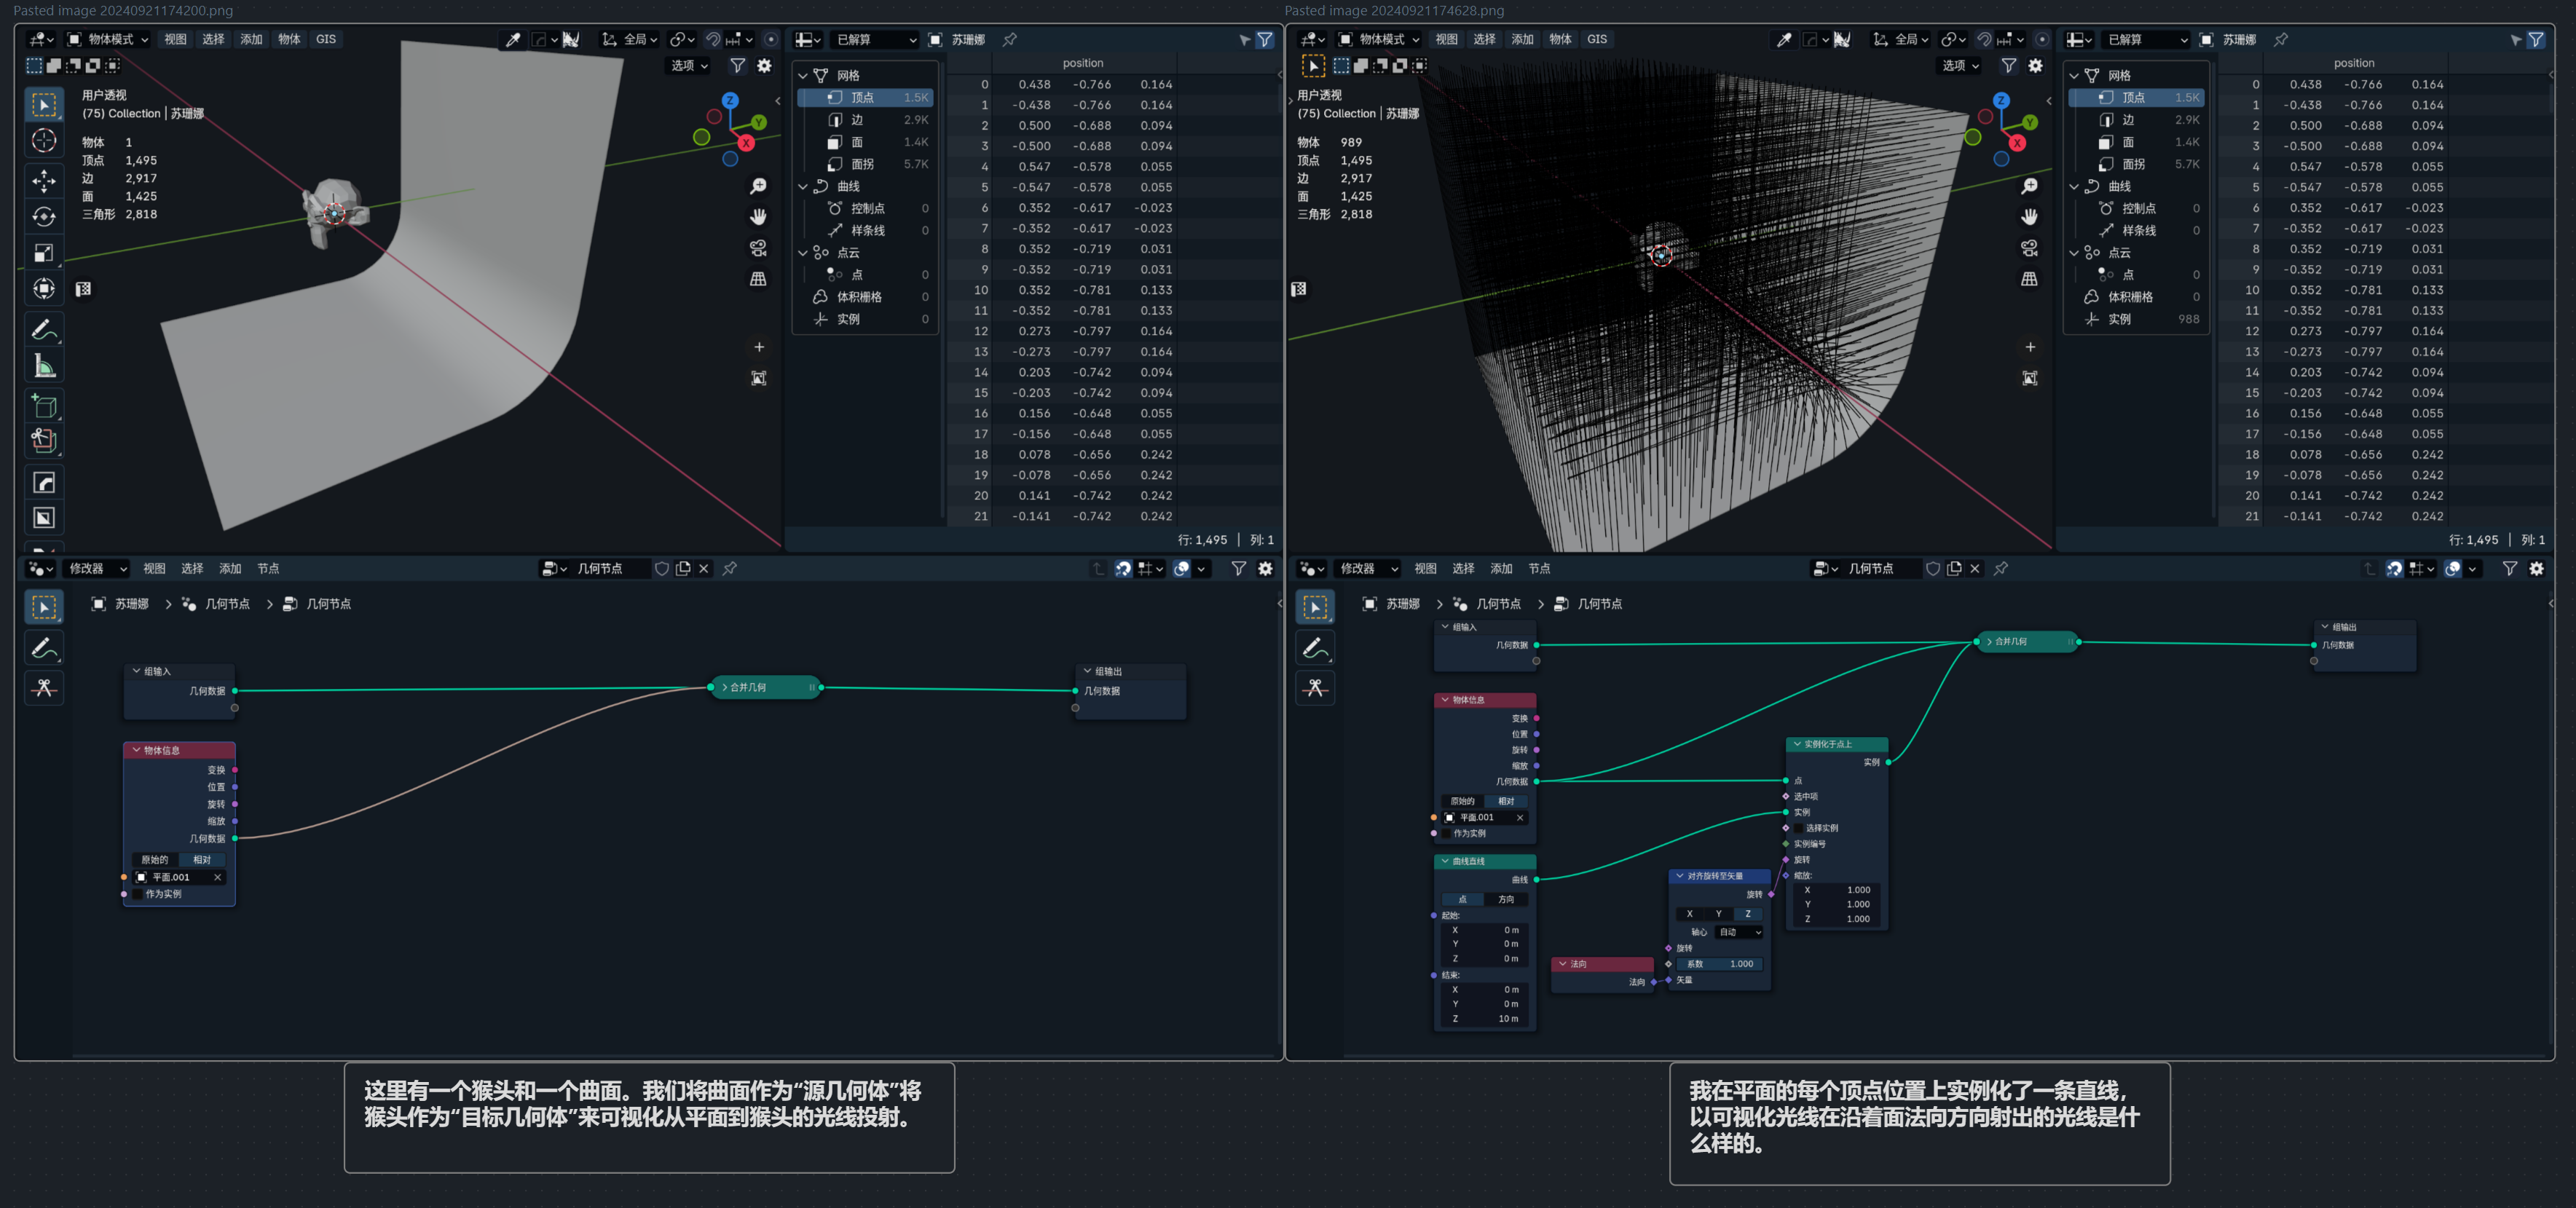 Pasted image 20240921174200.png
物体模式 视图 选择 添加 物体 GIS 全局
选项
用户透视
(75) Collection | 苏珊娜
物体 1
顶点 1,495
边 2,917
面 1,425
三角形 2,818
已解算 苏珊娜
网格
顶点 1.5K
边 2.9K
面 1.4K
面拐 5.7K
曲线
控制点 0
样条线 0
点云
点 0
体积栅格 0
实例 0
position
0 0.438 -0.766 0.164
1 -0.438 -0.766 0.164
2 0.500 -0.688 0.094
3 -0.500 -0.688 0.094
4 0.547 -0.578 0.055
5 -0.547 -0.578 0.055
6 0.352 -0.617 -0.023
7 -0.352 -0.617 -0.023
8 0.352 -0.719 0.031
9 -0.352 -0.719 0.031
10 0.352 -0.781 0.133
11 -0.352 -0.781 0.133
12 0.273 -0.797 0.164
13 -0.273 -0.797 0.164
14 0.203 -0.742 0.094
15 -0.203 -0.742 0.094
16 0.156 -0.648 0.055
17 -0.156 -0.648 0.055
18 0.078 -0.656 0.242
19 -0.078 -0.656 0.242
20 0.141 -0.742 0.242
21 -0.141 -0.742 0.242
行: 1,495 | 列: 1
修改器 视图 选择 添加 节点 几何节点
苏珊娜 > 几何节点 > 几何节点
组输入
几何数据
物体信息
变换
位置
旋转
缩放
几何数据
原始的 相对
平面.001
作为实例
合并几何
组输出
几何数据
这里有一个猴头和一个曲面。我们将曲面作为“源几何体”将
猴头作为“目标几何体”来可视化从平面到猴头的光线投射。
Pasted image 20240921174628.png
物体模式 视图 选择 添加 物体 GIS 全局
选项
用户透视
(75) Collection | 苏珊娜
物体 989
顶点 1,495
边 2,917
面 1,425
三角形 2,818
已解算 苏珊娜
网格
顶点 1.5K
边 2.9K
面 1.4K
面拐 5.7K
曲线
控制点 0
样条线 0
点云
点 0
体积栅格 0
实例 988
position
0 0.438 -0.766 0.164
1 -0.438 -0.766 0.164
2 0.500 -0.688 0.094
3 -0.500 -0.688 0.094
4 0.547 -0.578 0.055
5 -0.547 -0.578 0.055
6 0.352 -0.617 -0.023
7 -0.352 -0.617 -0.023
8 0.352 -0.719 0.031
9 -0.352 -0.719 0.031
10 0.352 -0.781 0.133
11 -0.352 -0.781 0.133
12 0.273 -0.797 0.164
13 -0.273 -0.797 0.164
14 0.203 -0.742 0.094
15 -0.203 -0.742 0.094
16 0.156 -0.648 0.055
17 -0.156 -0.648 0.055
18 0.078 -0.656 0.242
19 -0.078 -0.656 0.242
20 0.141 -0.742 0.242
21 -0.141 -0.742 0.242
行: 1,495 | 列: 1
修改器 视图 选择 添加 节点 几何节点
苏珊娜 > 几何节点 > 几何节点
组输入
几何数据
物体信息
变换
位置
旋转
缩放
几何数据
原始的 相对
平面.001
作为实例
曲线直线
曲线
点 方向
起始:
X 0 m
Y 0 m
Z 0 m
结束:
X 0 m
Y 0 m
Z 10 m
法向
法向
对齐旋转至矢量
旋转
X Y Z
轴心 自动
旋转
系数 1.000
矢量
实例化于点上
实例
点
选中项
实例
选择实例
实例编号
旋转
缩放:
X 1.000
Y 1.000
Z 1.000
合并几何
组输出
几何数据
我在平面的每个顶点位置上实例化了一条直线,
以可视化光线在沿着面法向方向射出的光线是什
么样的。